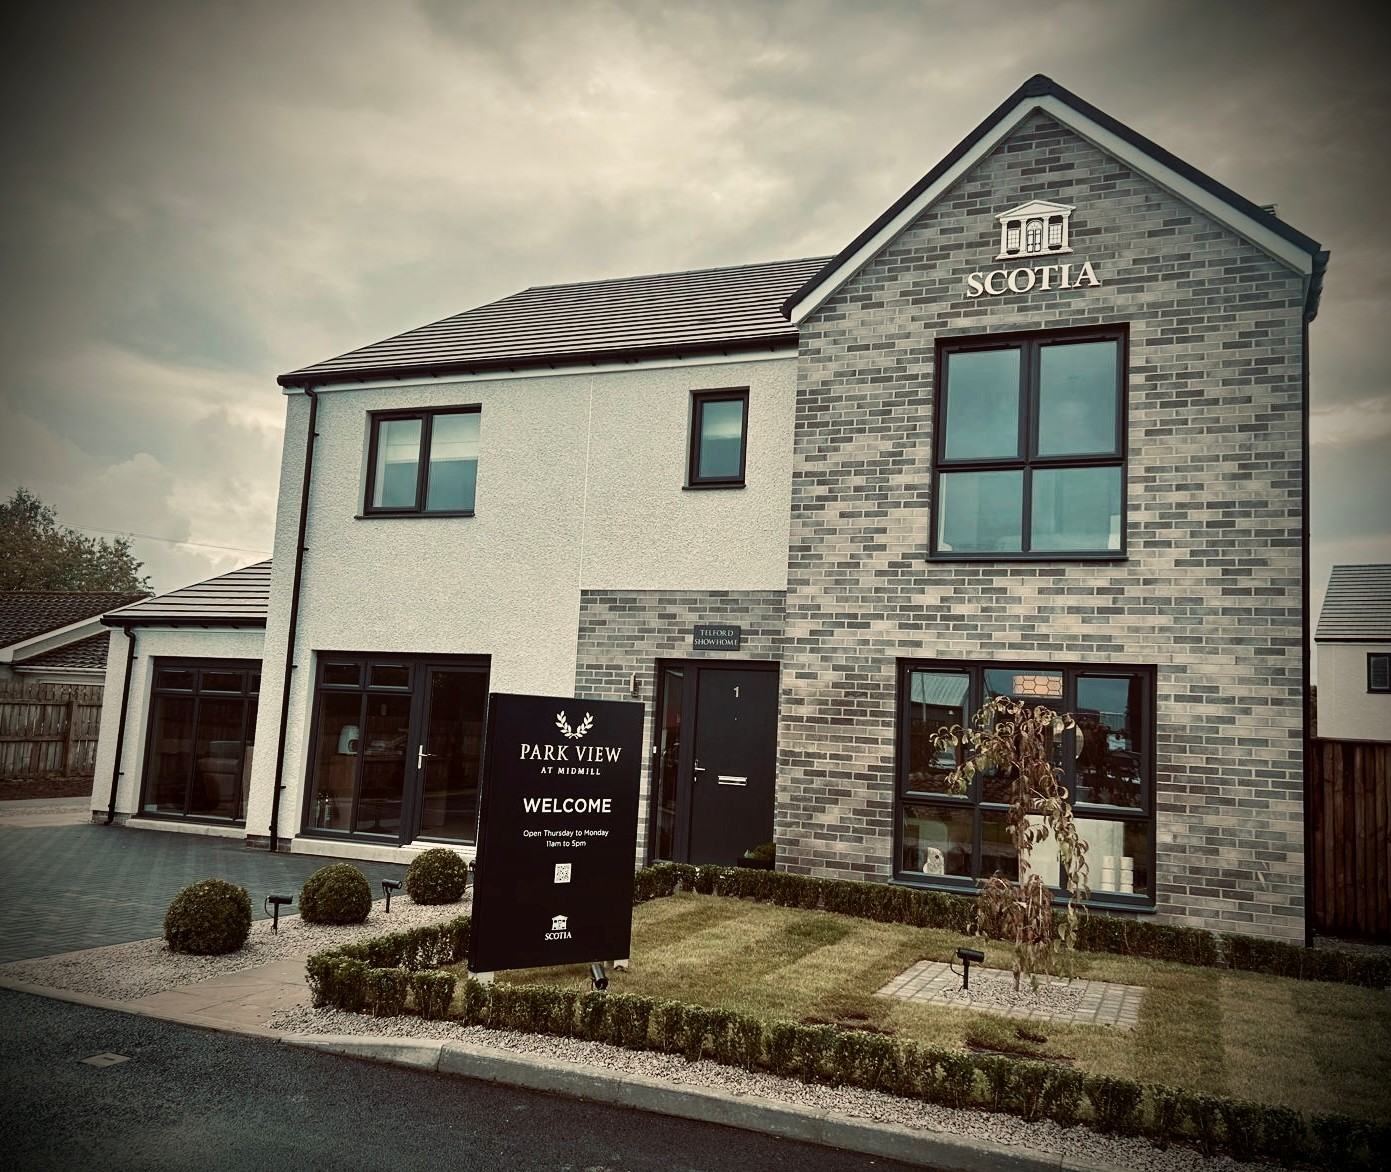 SCOTIA
TELFORD
SHOWHOME
1
PARK VIEW
AT MIDMILL
WELCOME
Open Thursday to Monday
11am to 5pm
SCOTIA